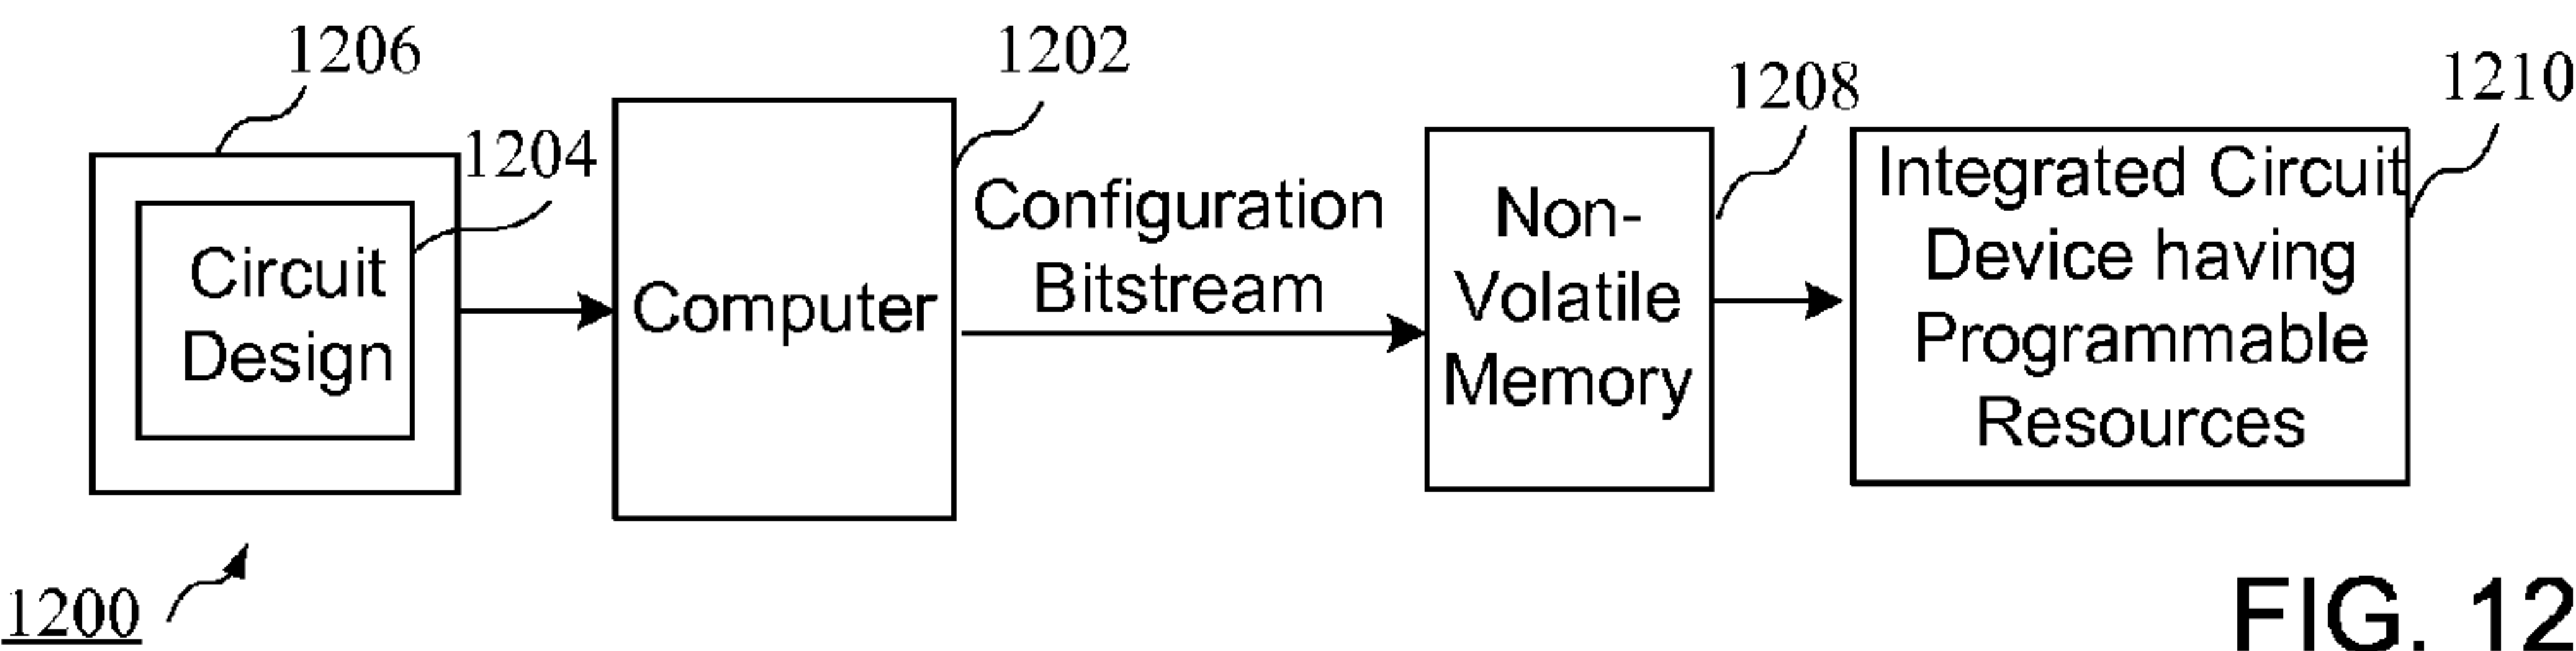 1206
1204
Circuit
Design
1202
Computer
Configuration
Bitstream
1208
Non-
Volatile
Memory
1210
Integrated Circuit
Device having
Programmable
Resources
1200
FIG. 12